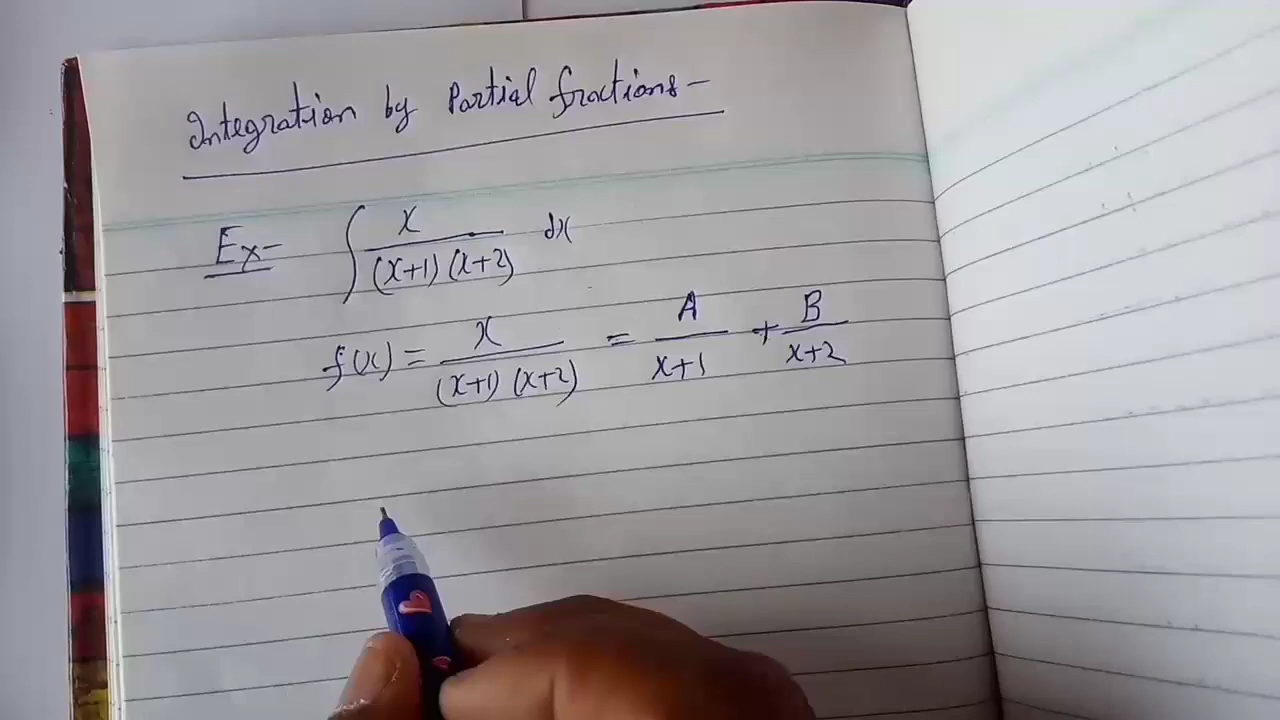 Integration by Partial fractions-
Ex- ∫ x/((x+1)(x+2)) dx
f(x) = x/((x+1)(x+2)) = A/(x+1) + B/(x+2)